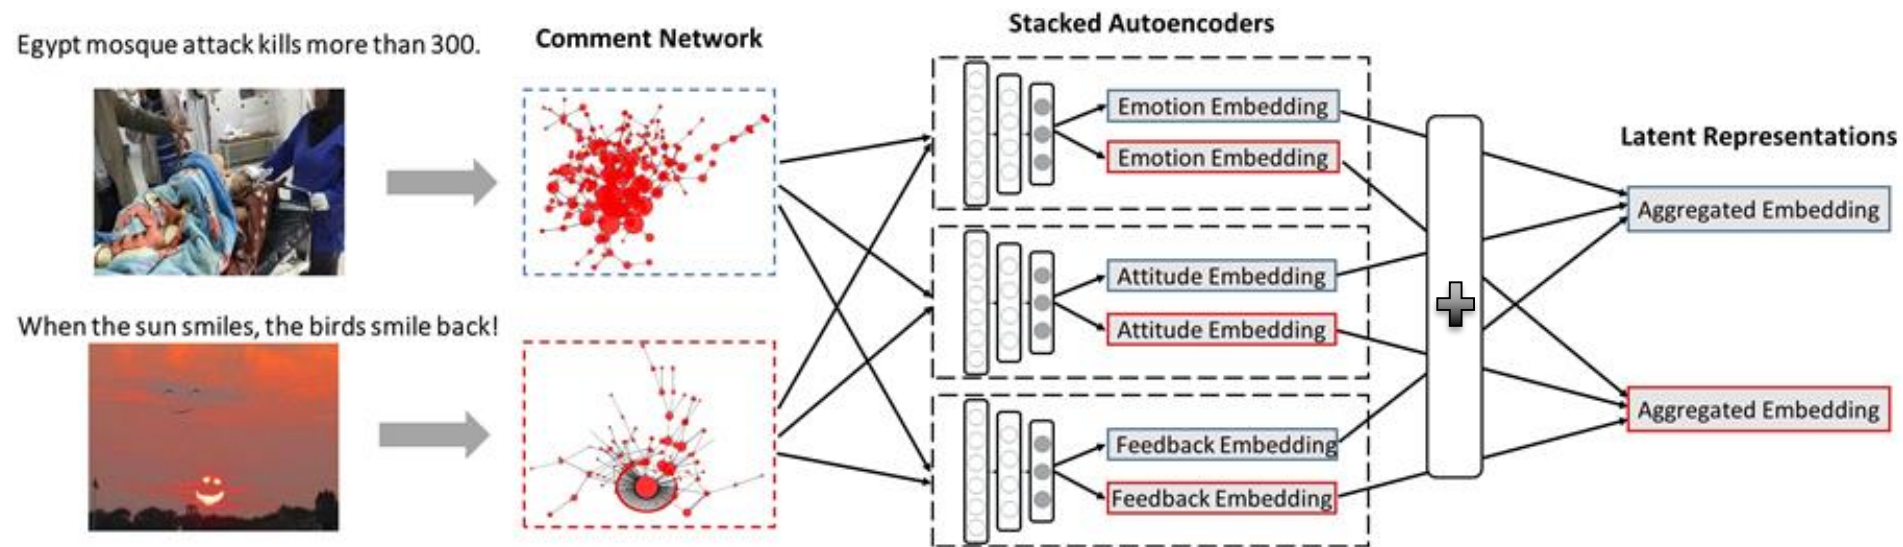 Egypt mosque attack kills more than 300.
Comment Network
Stacked Autoencoders
Emotion Embedding
Emotion Embedding
Latent Representations
Aggregated Embedding
Attitude Embedding
When the sun smiles, the birds smile back!
Attitude Embedding
Aggregated Embedding
Feedback Embedding
Feedback Embedding